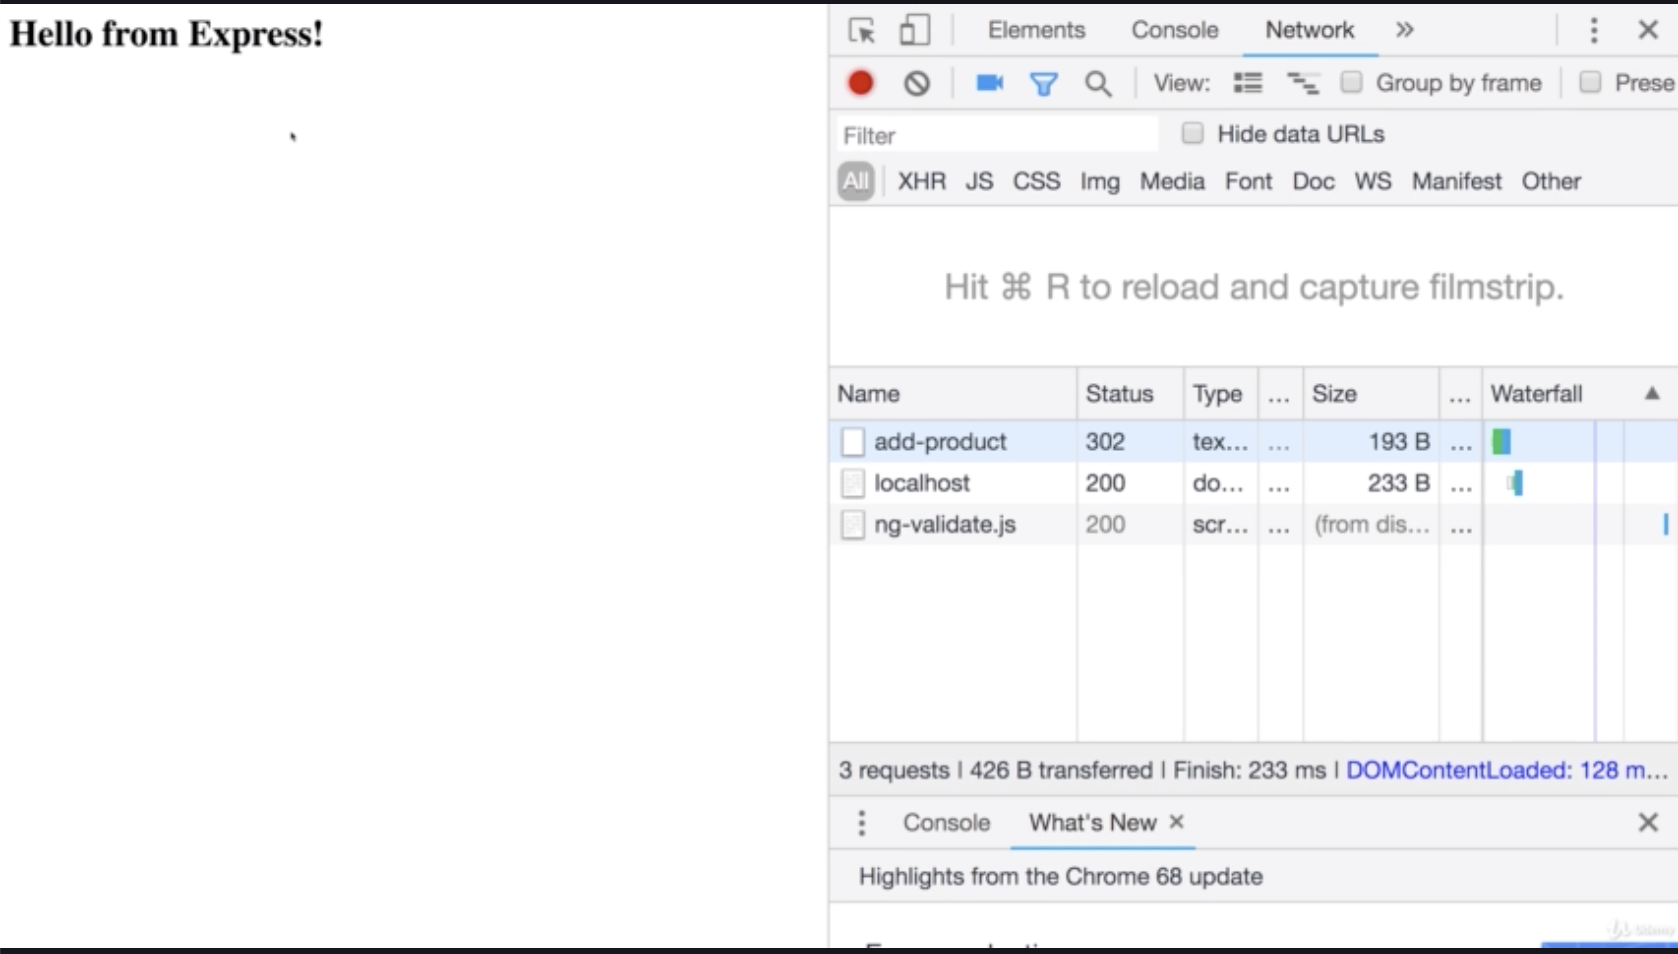 Hello from Express!
Elements Console Network
View: Group by frame Prese
Filter Hide data URLs
All XHR JS CSS Img Media Font Doc WS Manifest Other
Hit ⌘ R to reload and capture filmstrip.
Name Status Type ... Size ... Waterfall ▲
add-product 302 tex... ... 193 B ...
localhost 200 do... ... 233 B ...
ng-validate.js 200 scr... ... (from dis... ...
3 requests | 426 B transferred | Finish: 233 ms | DOMContentLoaded: 128 m...
Console What's New ×
Highlights from the Chrome 68 update
Udemy